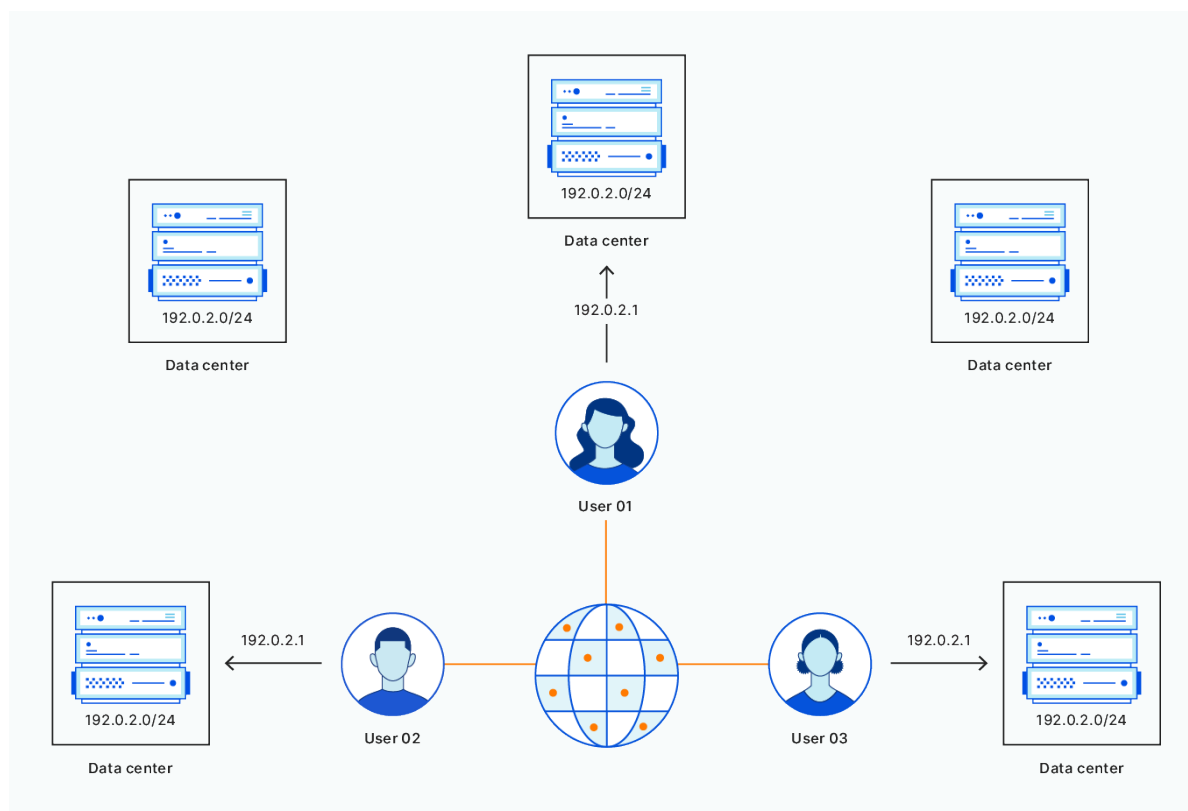 192.0.2.0/24
Data center
192.0.2.0/24
Data center
192.0.2.0/24
Data center
192.0.2.1
User 01
192.0.2.0/24
Data center
192.0.2.1
User 02
User 03
192.0.2.1
192.0.2.0/24
Data center